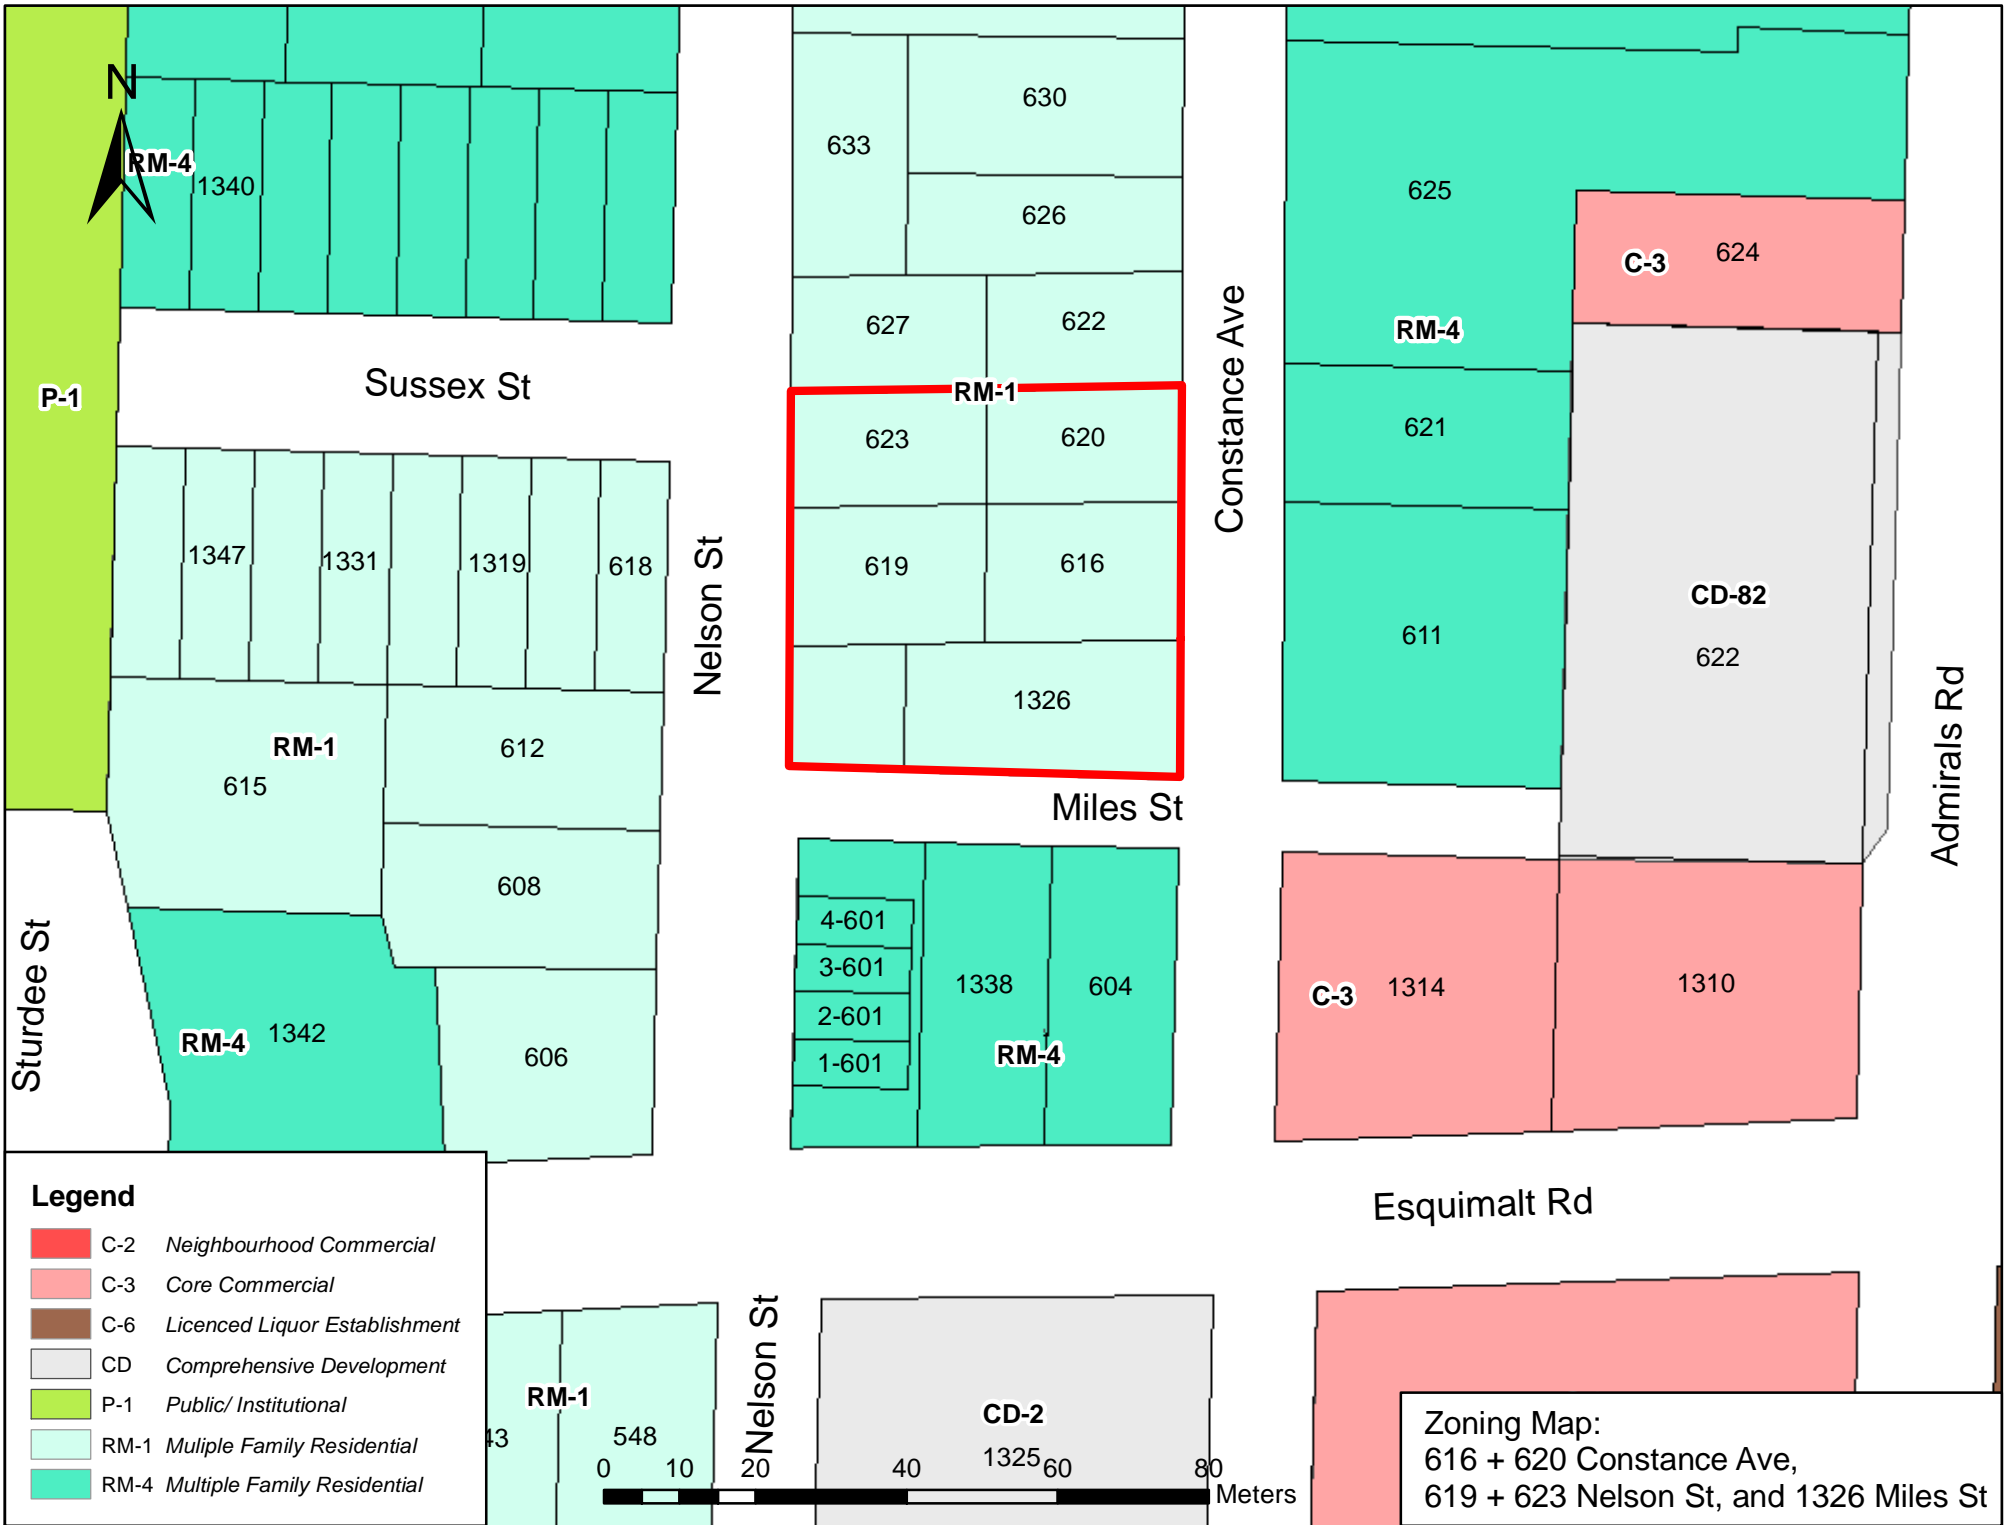 N
RM-4
1340
633
630
626
627
622
625
C-3
624
RM-4
Sussex St
P-1
RM-1
623
620
621
Constance Ave
1347
1331
1319
618
Nelson St
619
616
CD-82
622
611
1326
RM-1
612
615
Miles St
Admirals Rd
608
4-601
3-601
2-601
1-601
1338
604
RM-4
C-3
1314
1310
Sturdee St
RM-4
1342
606
Esquimalt Rd
Legend
C-2 Neighbourhood Commercial
C-3 Core Commercial
C-6 Licenced Liquor Establishment
CD Comprehensive Development
P-1 Public/ Institutional
RM-1 Muliple Family Residential
RM-4 Multiple Family Residential
RM-1
548
Nelson St
CD-2
1325
0 10 20 40 60 80
Meters
Zoning Map:
616 + 620 Constance Ave,
619 + 623 Nelson St, and 1326 Miles St